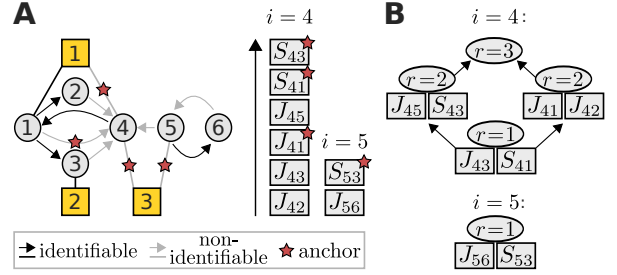 A
1
2
1
4
5
6
3
2
3
i = 4
S43
S41
J45
J41
J43
J42
i = 5
S53
J56
identifiable
non-
identifiable
anchor
B
i = 4:
r=3
r=2
r=2
J45 S43
J41 J42
r=1
J43 S41
i = 5:
r=1
J56 S53